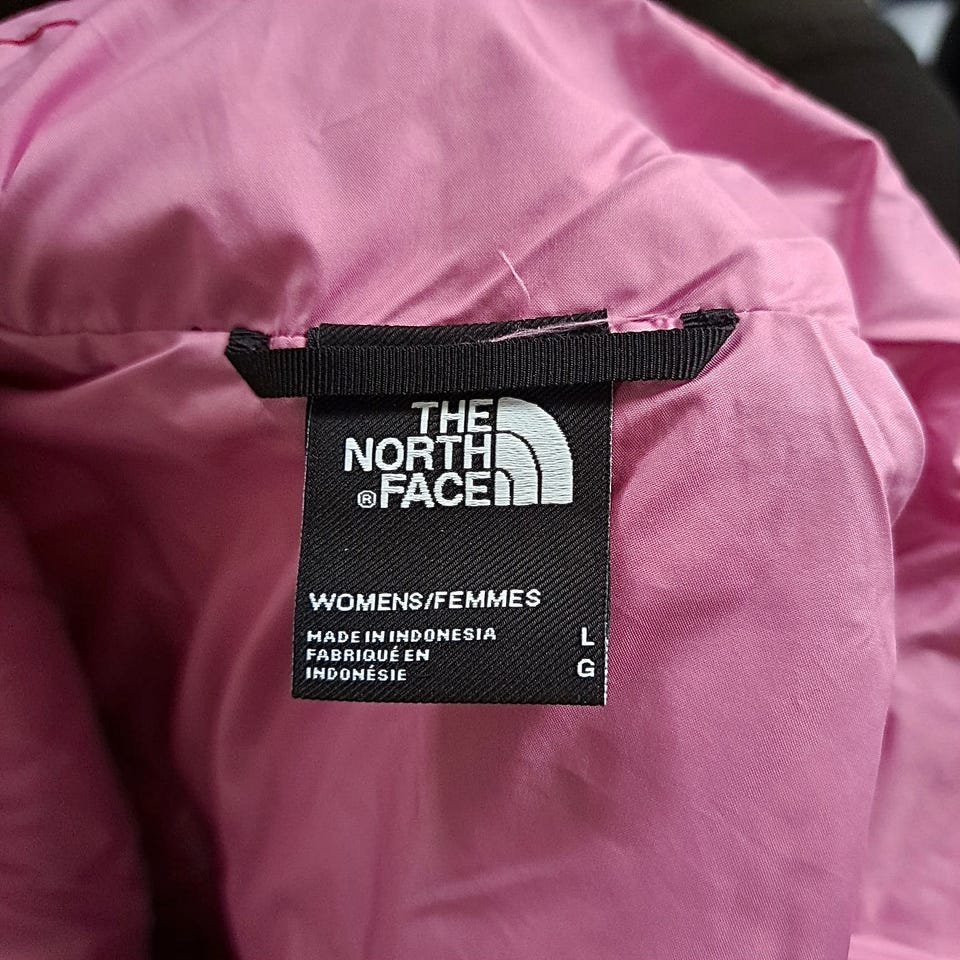 THE
NORTH
® FACE
WOMENS/FEMMES
MADE IN INDONESIA L
FABRIQUÉ EN
INDONÉSIE G